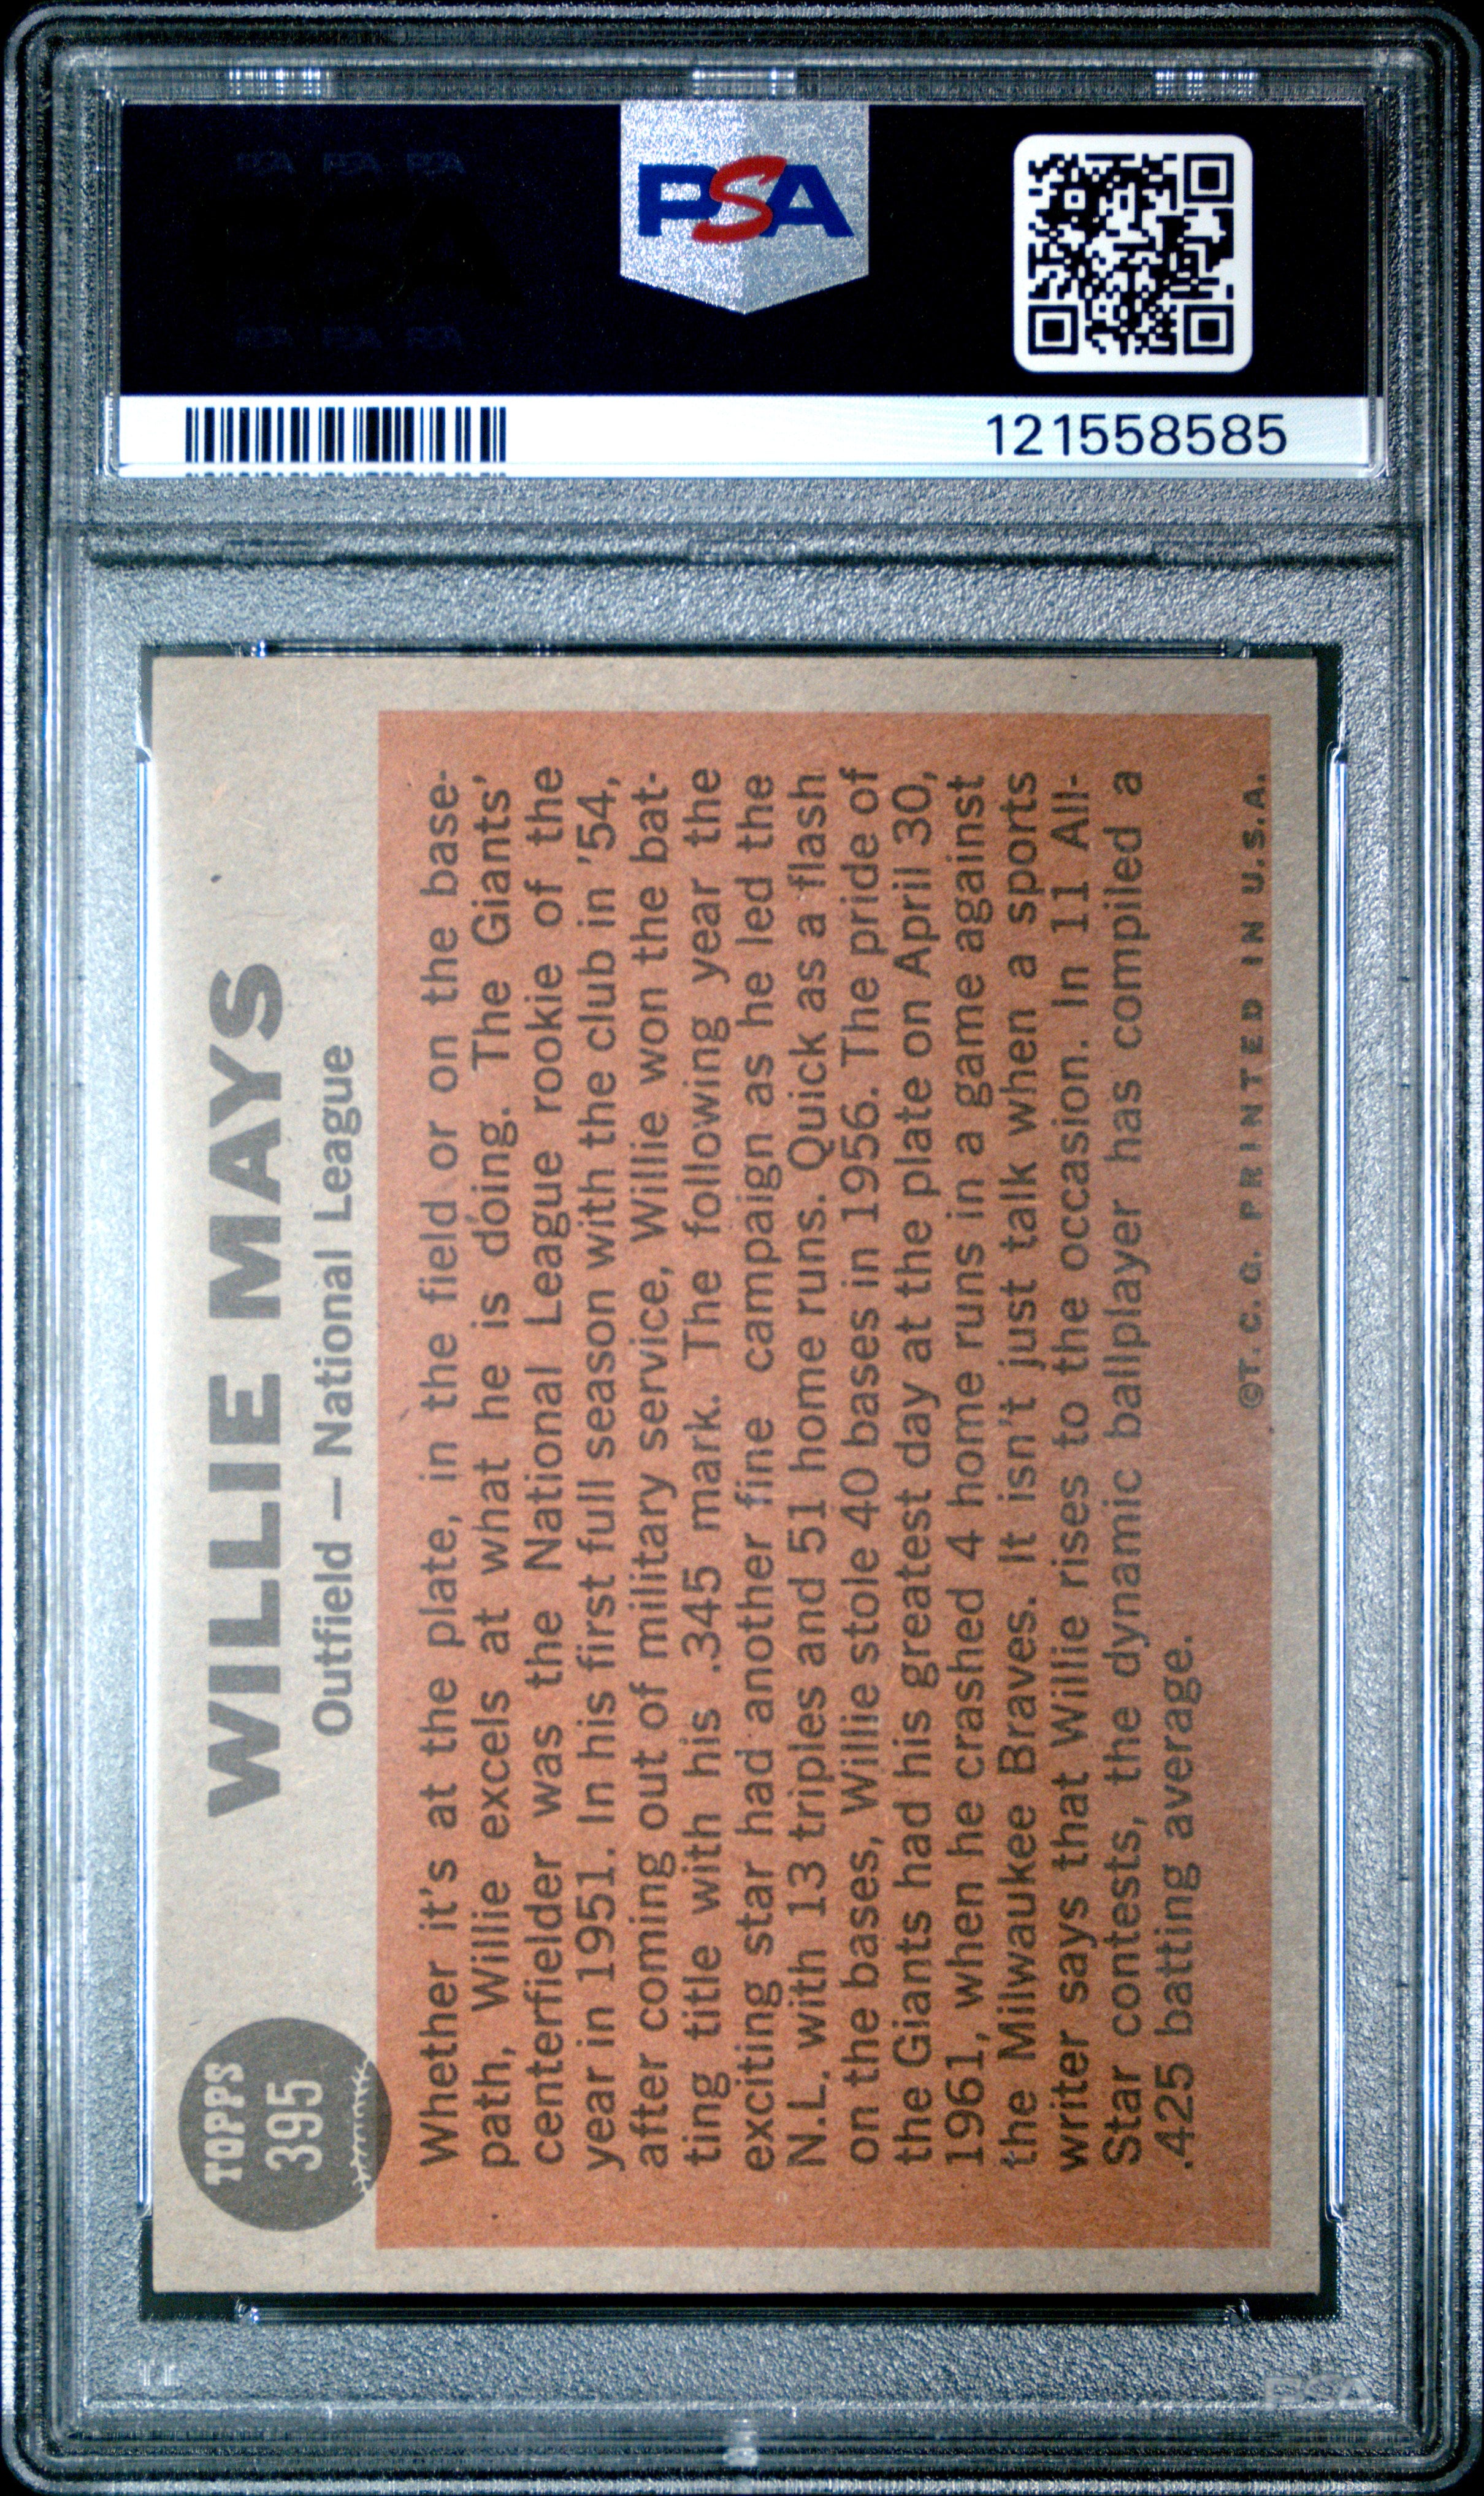 PSA
121558585
TOPPS
395
WILLIE MAYS
Outfield — National League
Whether it's at the plate, in the field or on the base-
path, Willie excels at what he is doing. The Giants'
centerfielder was the National League rookie of the
year in 1951. In his first full season with the club in '54,
after coming out of military service, Willie won the bat-
ting title with his .345 mark. The following year the
exciting star had another fine campaign as he led the
N.L. with 13 triples and 51 home runs. Quick as a flash
on the bases, Willie stole 40 bases in 1956. The pride of
the Giants had his greatest day at the plate on April 30,
1961, when he crashed 4 home runs in a game against
the Milwaukee Braves. It isn't just talk when a sports
writer says that Willie rises to the occasion. In 11 All-
Star contests, the dynamic ballplayer has compiled a
.425 batting average.
©T. C. G. PRINTED IN U.S.A.
PSA